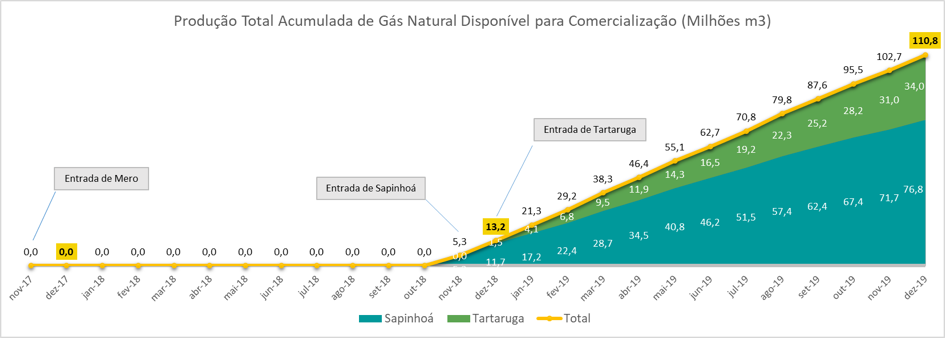 Produção Total Acumulada de Gás Natural Disponível para Comercialização (Milhões m3)
110,8
102,7
95,5
87,6
79,8
70,8
62,7
55,1
46,4
38,3
29,2
21,3
13,2
5,3
0,0 0,0 0,0 0,0 0,0 0,0 0,0 0,0 0,0 0,0 0,0 0,0
Entrada de Mero
Entrada de Sapinhoá
Entrada de Tartaruga
1,5 4,1 6,8 9,5 11,9 14,3 16,5 19,2 22,3 25,2 28,2 31,0 34,0
11,7 17,2 22,4 28,7 34,5 40,8 46,2 51,5 57,4 62,4 67,4 71,7 76,8
nov-17 dez-17 jan-18 fev-18 mar-18 abr-18 mai-18 jun-18 jul-18 ago-18 set-18 out-18 nov-18 dez-18 jan-19 fev-19 mar-19 abr-19 mai-19 jun-19 jul-19 ago-19 set-19 out-19 nov-19 dez-19
Sapinhoá Tartaruga Total